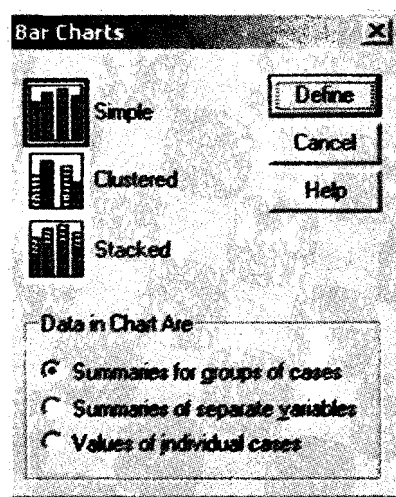 Bar Charts
Simple
Clustered
Stacked
Define
Cancel
Help
Data in Chart Are
Summaries for groups of cases
Summaries of separate variables
Values of individual cases